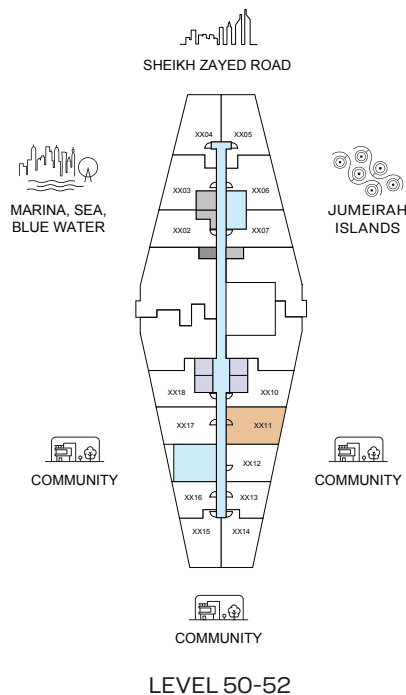 SHEIKH ZAYED ROAD
XX04 XX05
MARINA, SEA,
BLUE WATER
XX03 XX06
JUMEIRAH
ISLANDS
XX02 XX07
XX18 XX10
XX17 XX11
COMMUNITY
XX12
COMMUNITY
XX16 XX13
XX15 XX14
COMMUNITY
LEVEL 50-52